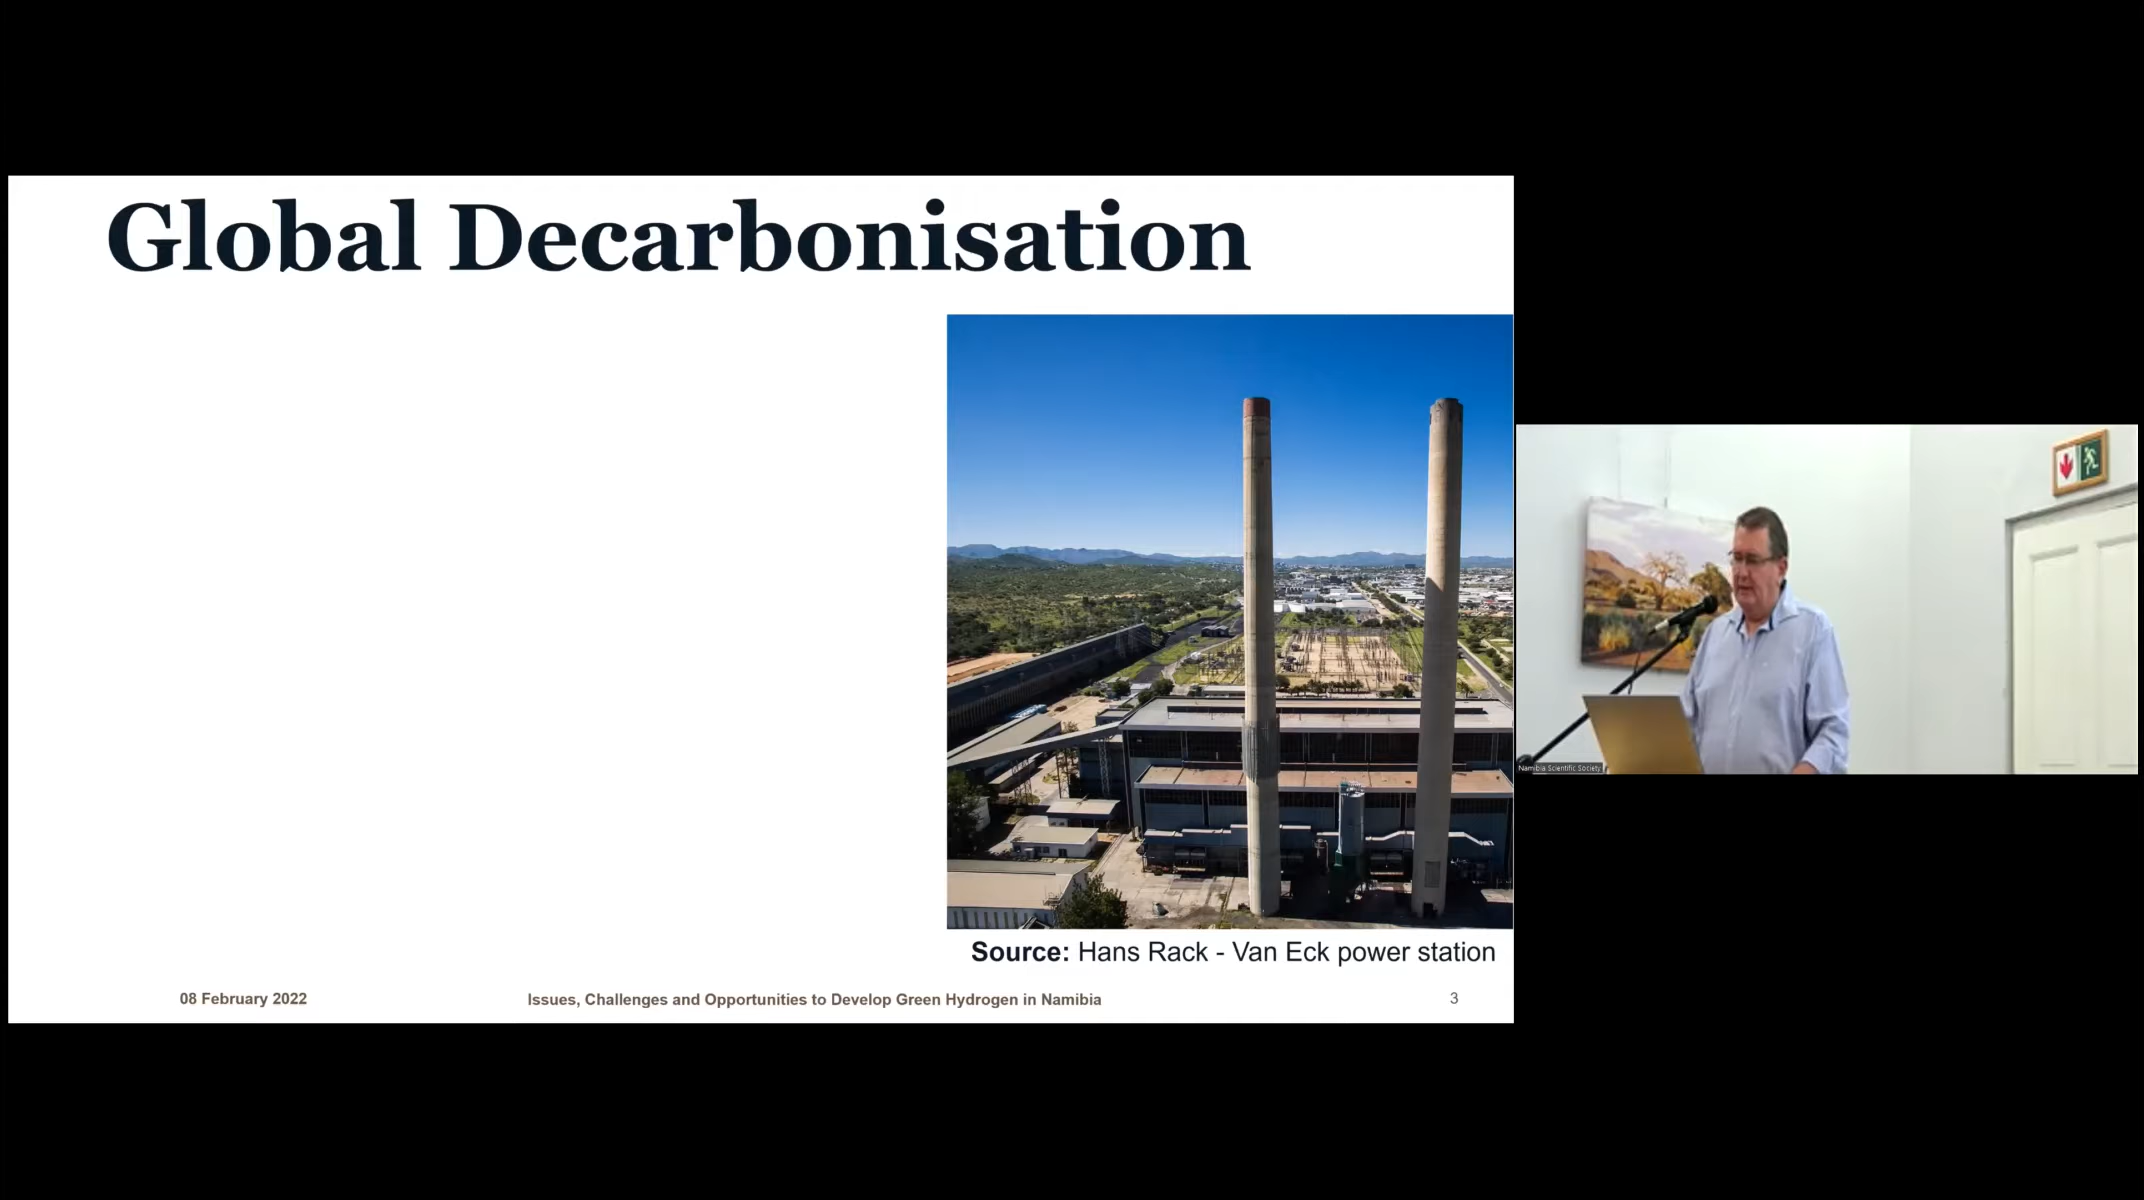 Global Decarbonisation
Source: Hans Rack - Van Eck power station
08 February 2022
Issues, Challenges and Opportunities to Develop Green Hydrogen in Namibia
3
Namibia Scientific Society